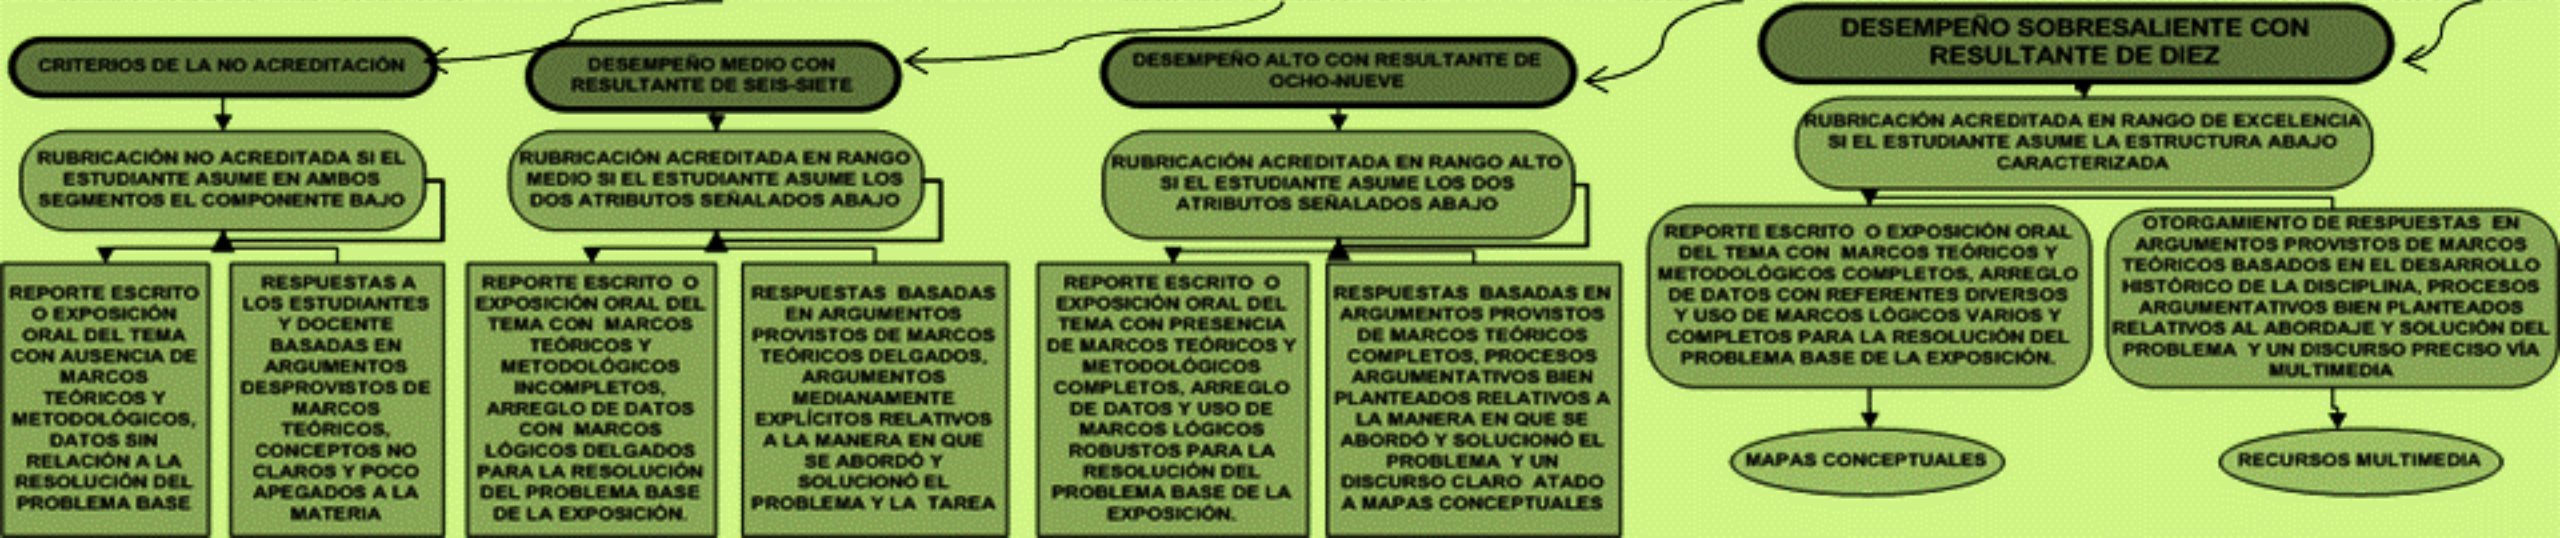 CRITERIOS DE LA NO ACREDITACIÓN
RUBRICACIÓN NO ACREDITADA SI EL
ESTUDIANTE ASUME EN AMBOS
SEGMENTOS EL COMPONENTE BAJO
REPORTE ESCRITO
O EXPOSICIÓN
ORAL DEL TEMA
CON AUSENCIA DE
MARCOS
TEÓRICOS Y
METODOLÓGICOS,
DATOS SIN
RELACIÓN A LA
RESOLUCIÓN DEL
PROBLEMA BASE
RESPUESTAS A
LOS ESTUDIANTES
Y DOCENTE
BASADAS EN
ARGUMENTOS
DESPROVISTOS DE
MARCOS
TEÓRICOS,
CONCEPTOS NO
CLAROS Y POCO
APEGADOS A LA
MATERIA
DESEMPEÑO MEDIO CON
RESULTANTE DE SEIS-SIETE
RUBRICACIÓN ACREDITADA EN RANGO
MEDIO SI EL ESTUDIANTE ASUME LOS
DOS ATRIBUTOS SEÑALADOS ABAJO
REPORTE ESCRITO O
EXPOSICIÓN ORAL DEL
TEMA CON MARCOS
TEÓRICOS Y
METODOLÓGICOS
INCOMPLETOS,
ARREGLO DE DATOS
CON MARCOS
LÓGICOS DELGADOS
PARA LA RESOLUCIÓN
DEL PROBLEMA BASE
DE LA EXPOSICIÓN.
RESPUESTAS BASADAS
EN ARGUMENTOS
PROVISTOS DE MARCOS
TEÓRICOS DELGADOS,
ARGUMENTOS
MEDIANAMENTE
EXPLÍCITOS RELATIVOS
A LA MANERA EN QUE
SE ABORDÓ Y
SOLUCIONÓ EL
PROBLEMA Y LA TAREA
DESEMPEÑO ALTO CON RESULTANTE DE
OCHO-NUEVE
RUBRICACIÓN ACREDITADA EN RANGO ALTO
SI EL ESTUDIANTE ASUME LOS DOS
ATRIBUTOS SEÑALADOS ABAJO
REPORTE ESCRITO O
EXPOSICIÓN ORAL DEL
TEMA CON PRESENCIA
DE MARCOS TEÓRICOS Y
METODOLÓGICOS
COMPLETOS, ARREGLO
DE DATOS Y USO DE
MARCOS LÓGICOS
ROBUSTOS PARA LA
RESOLUCIÓN DEL
PROBLEMA BASE DE LA
EXPOSICIÓN.
RESPUESTAS BASADAS EN
ARGUMENTOS PROVISTOS
DE MARCOS TEÓRICOS
COMPLETOS, PROCESOS
ARGUMENTATIVOS BIEN
PLANTEADOS RELATIVOS A
LA MANERA EN QUE SE
ABORDÓ Y SOLUCIONÓ EL
PROBLEMA Y UN
DISCURSO CLARO ATADO
A MAPAS CONCEPTUALES
DESEMPEÑO SOBRESALIENTE CON
RESULTANTE DE DIEZ
RUBRICACIÓN ACREDITADA EN RANGO DE EXCELENCIA
SI EL ESTUDIANTE ASUME LA ESTRUCTURA ABAJO
CARACTERIZADA
REPORTE ESCRITO O EXPOSICIÓN ORAL
DEL TEMA CON MARCOS TEÓRICOS Y
METODOLÓGICOS COMPLETOS, ARREGLO
DE DATOS CON REFERENTES DIVERSOS
Y USO DE MARCOS LÓGICOS VARIOS Y
COMPLETOS PARA LA RESOLUCIÓN DEL
PROBLEMA BASE DE LA EXPOSICIÓN.
OTORGAMIENTO DE RESPUESTAS EN
ARGUMENTOS PROVISTOS DE MARCOS
TEÓRICOS BASADOS EN EL DESARROLLO
HISTÓRICO DE LA DISCIPLINA, PROCESOS
ARGUMENTATIVOS BIEN PLANTEADOS
RELATIVOS AL ABORDAJE Y SOLUCIÓN DEL
PROBLEMA Y UN DISCURSO PRECISO VÍA
MULTIMEDIA
MAPAS CONCEPTUALES
RECURSOS MULTIMEDIA